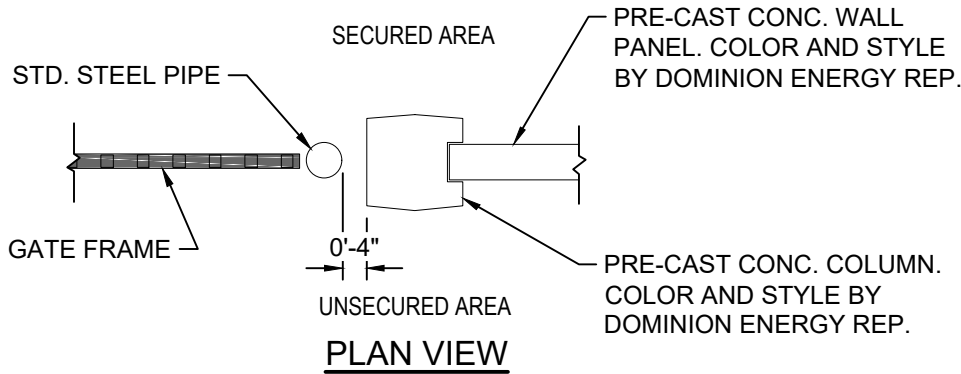 PRE-CAST CONC. WALL
PANEL. COLOR AND STYLE
BY DOMINION ENERGY REP.
SECURED AREA
STD. STEEL PIPE
GATE FRAME
0'-4"
UNSECURED AREA
PRE-CAST CONC. COLUMN.
COLOR AND STYLE BY
DOMINION ENERGY REP.
PLAN VIEW